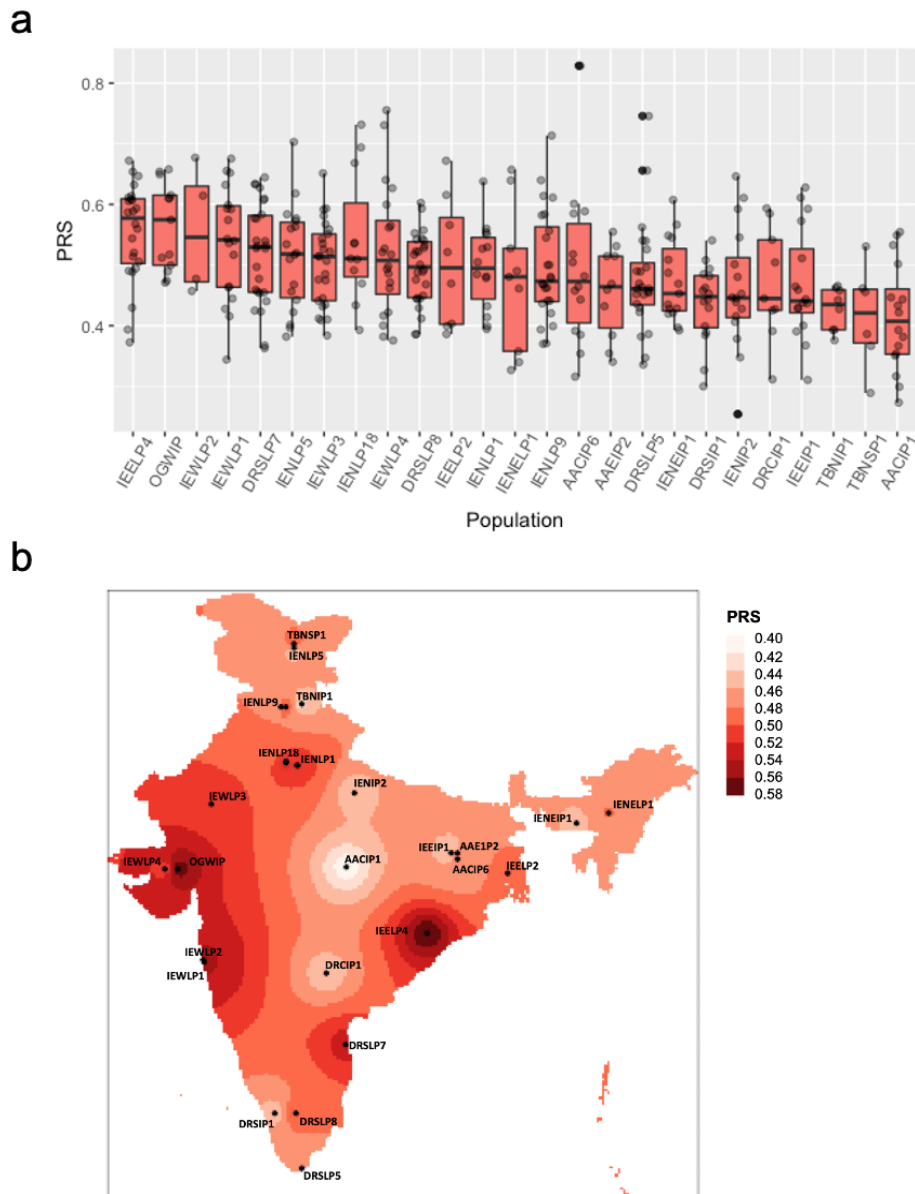 a
0.8
0.6
0.4
PRS
IEELP4
OGWIP
IEWLP2
IEWLP1
DRSLP7
IENLP5
IEWLP3
IENLP18
IEWLP4
DRSLP8
IEELP2
IENLP1
IENELP1
IENLP9
AACIP6
AAEIP2
DRSLP5
IENEIP1
DRSIP1
IENIP2
DRCIP1
IEEIP1
TBNIP1
TBNSP1
AACIP1
Population
b
TBNSP1
IENLP5
IENLP9
TBNIP1
IENLP18
IENLP1
IENIP2
IEWLP3
IENELP1
IENEIP1
IEEIP1
AAE1P2
AACIP6
IEELP2
IEWLP4
OGWIP
AACIP1
IEELP4
IEWLP2
IEWLP1
DRCIP1
DRSLP7
DRSIP1
DRSLP8
DRSLP5
PRS
0.40
0.42
0.44
0.46
0.48
0.50
0.52
0.54
0.56
0.58